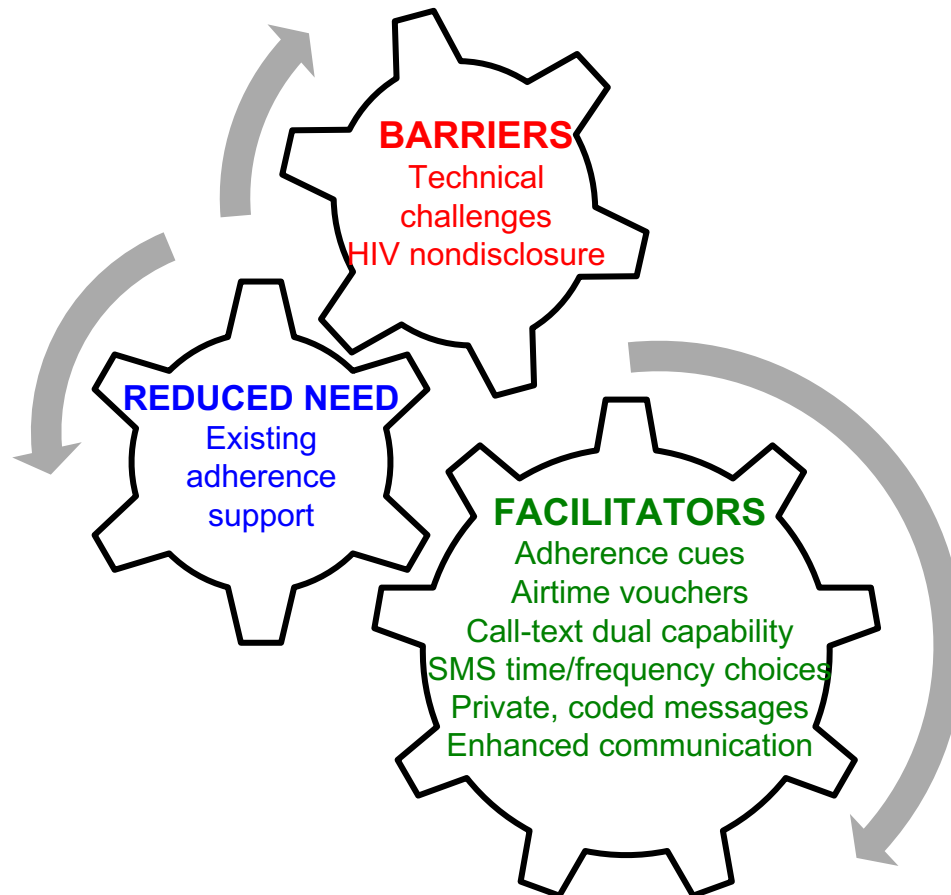 BARRIERS
Technical
challenges
HIV nondisclosure
REDUCED NEED
Existing
adherence
support
FACILITATORS
Adherence cues
Airtime vouchers
Call-text dual capability
SMS time/frequency choices
Private, coded messages
Enhanced communication